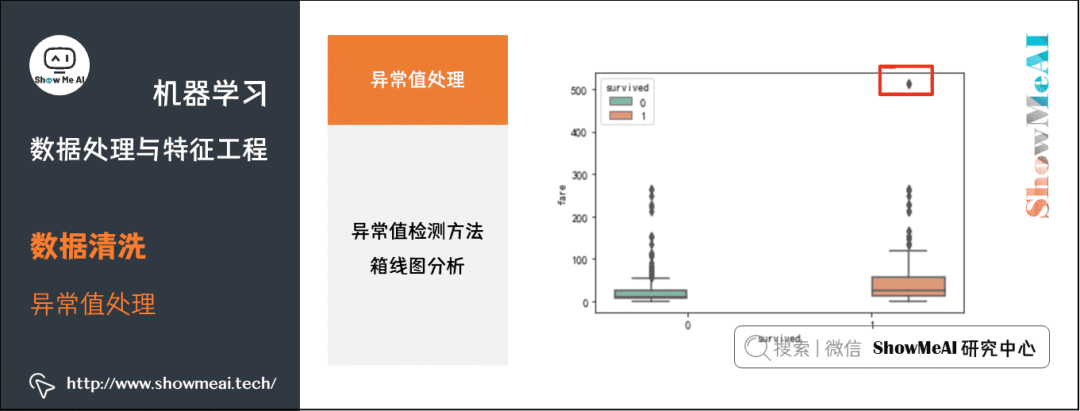 AI
Show Me AI
机器学习
数据处理与特征工程
数据清洗
异常值处理
http://www.showmeai.tech/
异常值处理
异常值检测方法
箱线图分析
survived
0
1
500
400
300
200
100
0
fare
0
1
survived
搜索 | 微信 ShowMeAI 研究中心
ShowMeAI